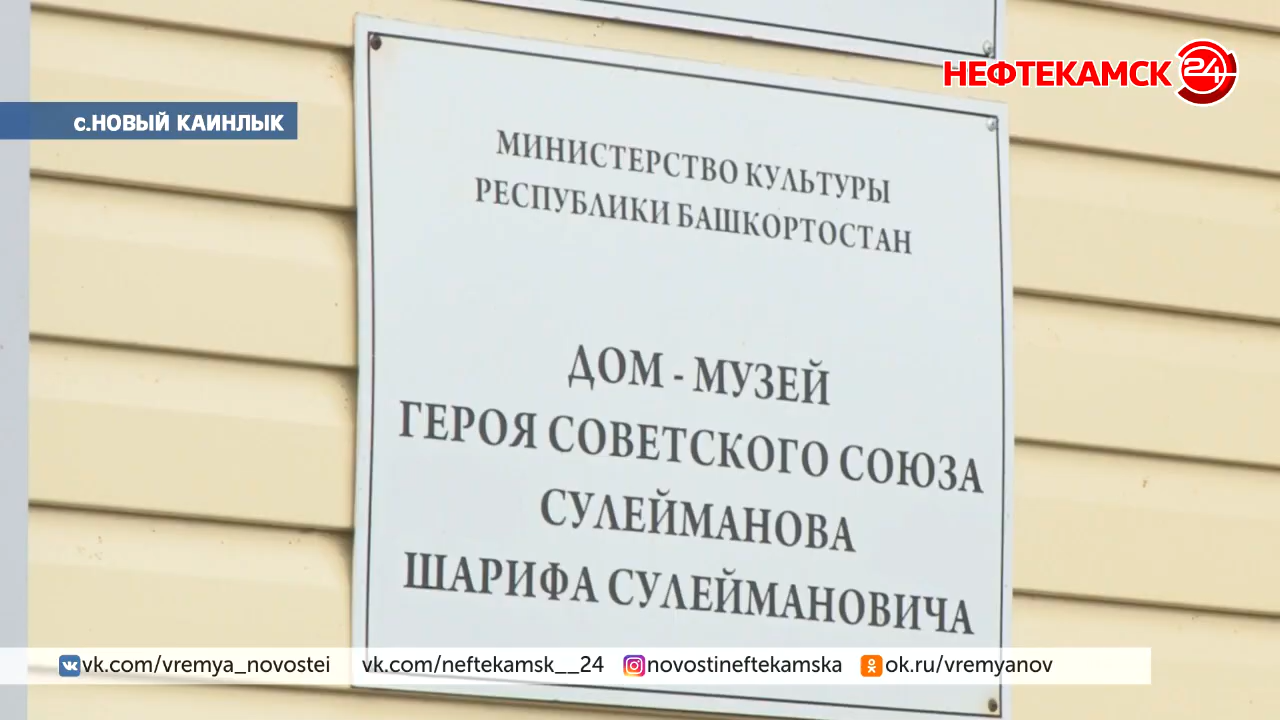 НЕФТЕКАМСК 24
с.НОВЫЙ КАИНЛЫК
МИНИСТЕРСТВО КУЛЬТУРЫ
РЕСПУБЛИКИ БАШКОРТОСТАН
ДОМ - МУЗЕЙ
ГЕРОЯ СОВЕТСКОГО СОЮЗА
СУЛЕЙМАНОВА
ШАРИФА СУЛЕЙМАНОВИЧА
vk.com/vremya_novostei vk.com/neftekamsk__24 novostineftekamska ok.ru/vremyanov